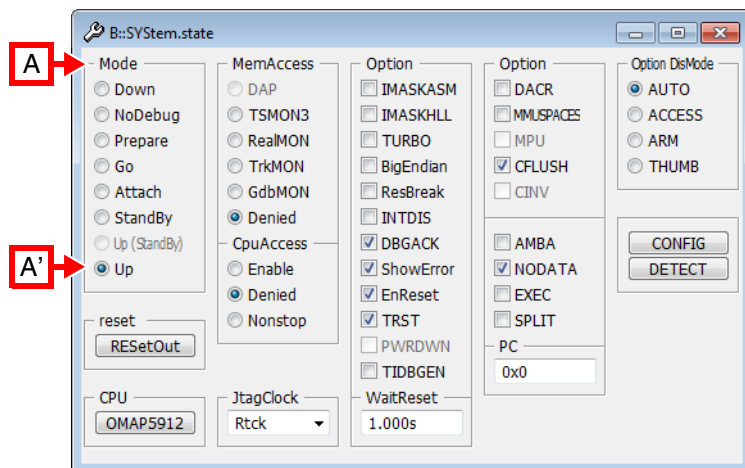 B::SYStem.state
A
Mode
Down
NoDebug
Prepare
Go
Attach
StandBy
Up (StandBy)
A'
Up
reset
RESetOut
CPU
OMAP5912
MemAccess
DAP
TSMON3
RealMON
TrkMON
GdbMON
Denied
CpuAccess
Enable
Denied
Nonstop
JtagClock
Rtck
Option
IMASKASM
IMASKHLL
TURBO
BigEndian
ResBreak
INTDIS
DBGACK
ShowError
EnReset
TRST
PWRDWN
TIDBGEN
WaitReset
1.000s
Option
DACR
MMUSPACES
MPU
CFLUSH
CINV
AMBA
NODATA
EXEC
SPLIT
PC
0x0
Option DisMode
AUTO
ACCESS
ARM
THUMB
CONFIG
DETECT